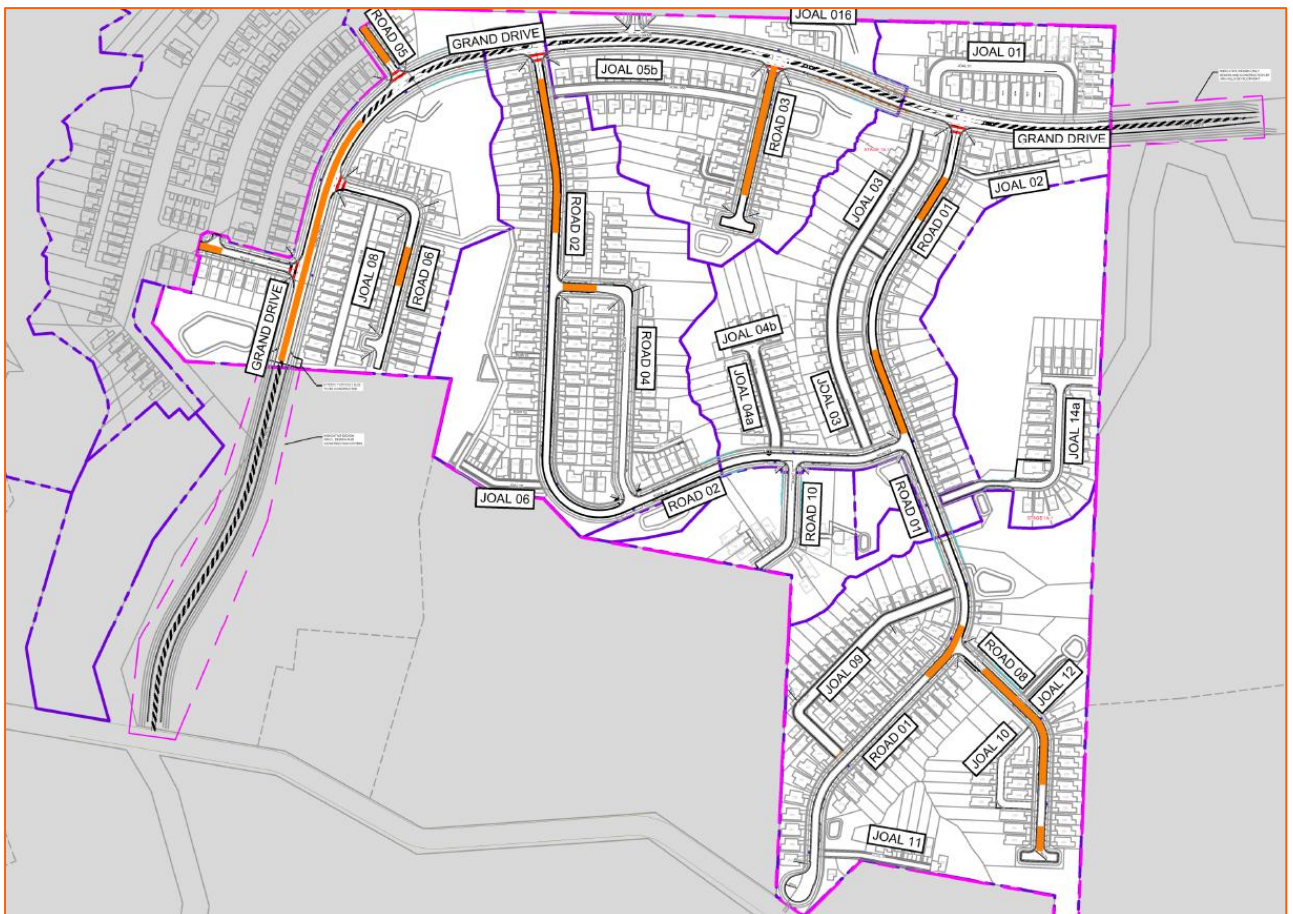 JOAL 016
ROAD 05
GRAND DRIVE
JOAL 01
JOAL 05b
ROAD 03
GRAND DRIVE
JOAL 02
JOAL 03
ROAD 01
ROAD 02
JOAL 08
ROAD 06
GRAND DRIVE
JOAL 04b
ROAD 04
JOAL 04a
JOAL 03
JOAL 14a
JOAL 06
ROAD 02
ROAD 10
ROAD 01
ROAD 08
JOAL 12
JOAL 09
ROAD 01
JOAL 10
JOAL 11